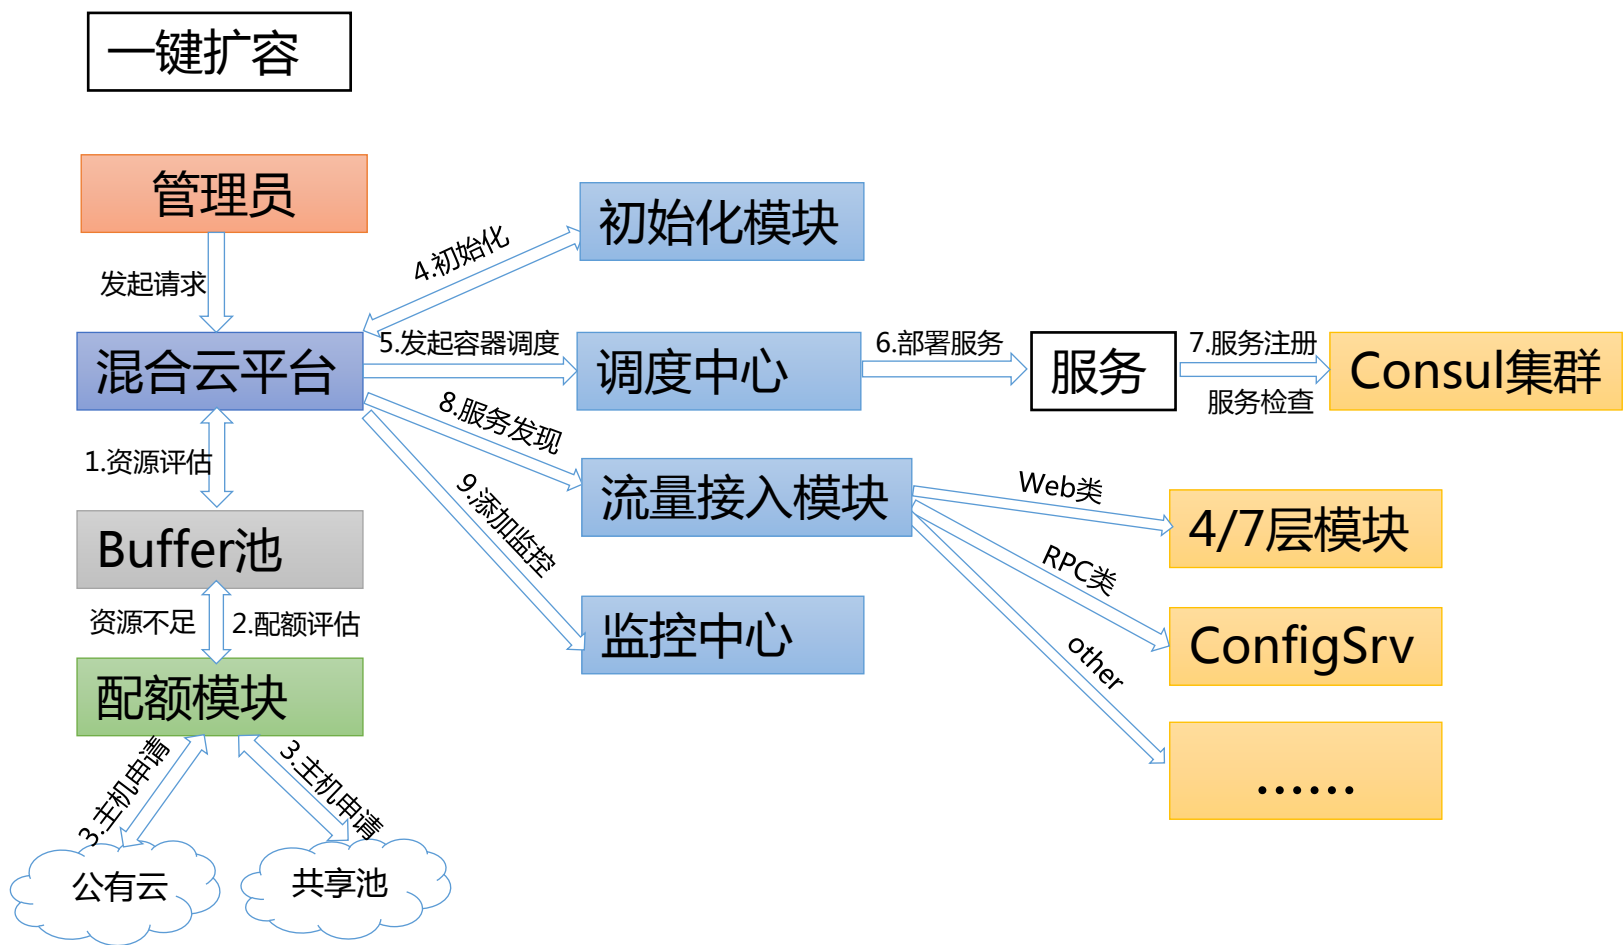 一键扩容
管理员
发起请求
初始化模块
4.初始化
混合云平台
5.发起容器调度
调度中心
6.部署服务
服务
7.服务注册
服务检查
Consul集群
8.服务发现
1.资源评估
9.添加监控
流量接入模块
Web类
4/7层模块
Buffer池
RPC类
资源不足
2.配额评估
监控中心
ConfigSrv
other
配额模块
3.主机申请
3.主机申请
……
公有云
共享池